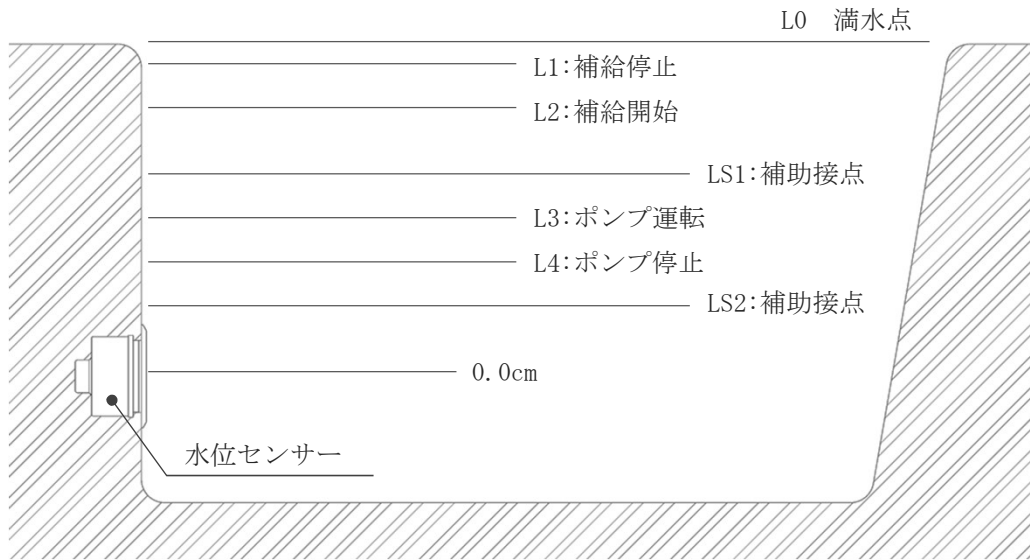 L0　満水点
L1:補給停止
L2:補給開始
LS1:補助接点
L3:ポンプ運転
L4:ポンプ停止
LS2:補助接点
0.0cm
水位センサー